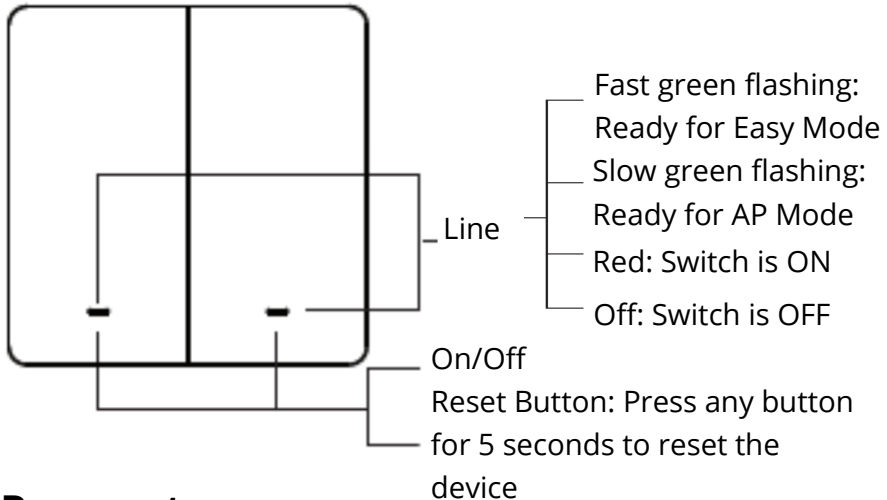 Fast green flashing:
Ready for Easy Mode
Slow green flashing:
Ready for AP Mode
Line
Red: Switch is ON
Off: Switch is OFF
On/Off
Reset Button: Press any button
for 5 seconds to reset the
device